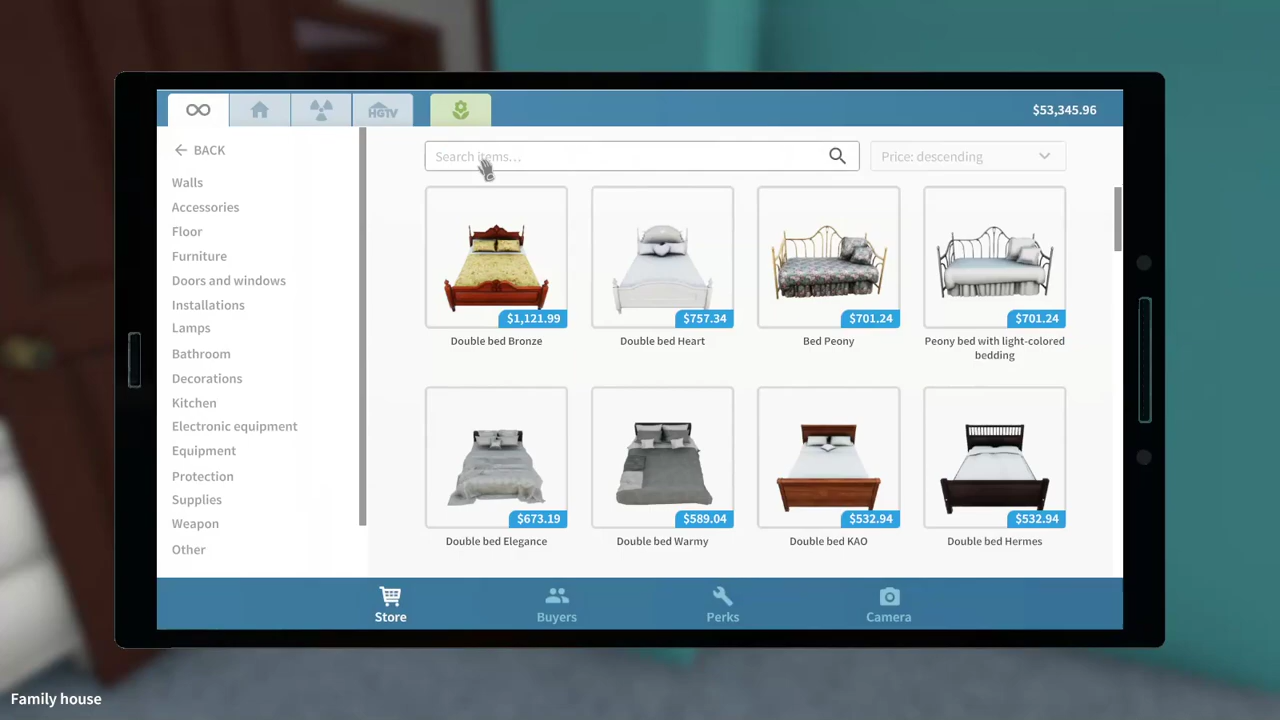 HGTV
$53,345.96
BACK
Search items...
Price: descending
Walls
Accessories
Floor
Furniture
Doors and windows
Installations
Lamps
Bathroom
Decorations
Kitchen
Electronic equipment
Equipment
Protection
Supplies
Weapon
Other
$1,121.99
Double bed Bronze
$757.34
Double bed Heart
$701.24
Bed Peony
$701.24
Peony bed with light-colored
bedding
$673.19
Double bed Elegance
$589.04
Double bed Warmy
$532.94
Double bed KAO
$532.94
Double bed Hermes
Store
Buyers
Perks
Camera
Family house